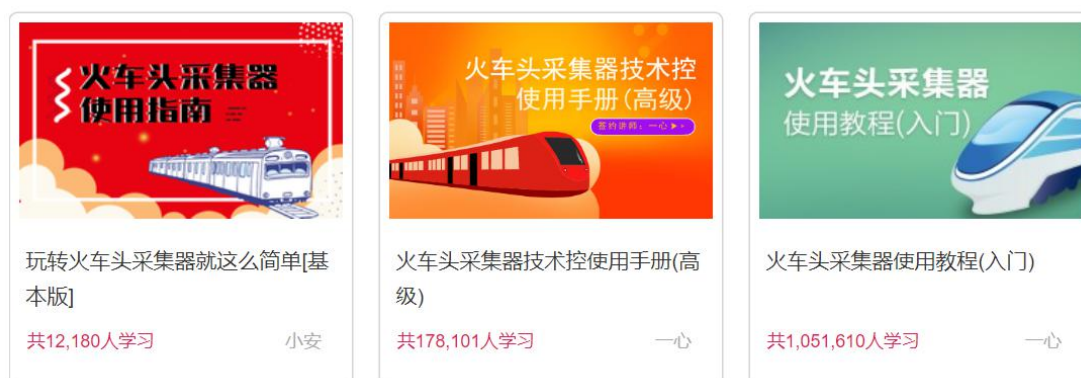 火车头采集器
使用指南
火车头采集器技术控
使用手册(高级)
签约讲师：一心
火车头采集器
使用教程(入门)
玩转火车头采集器就这么简单[基
本版]
共12,180人学习
小安
火车头采集器技术控使用手册(高
级)
共178,101人学习
一心
火车头采集器使用教程(入门)
共1,051,610人学习
一心